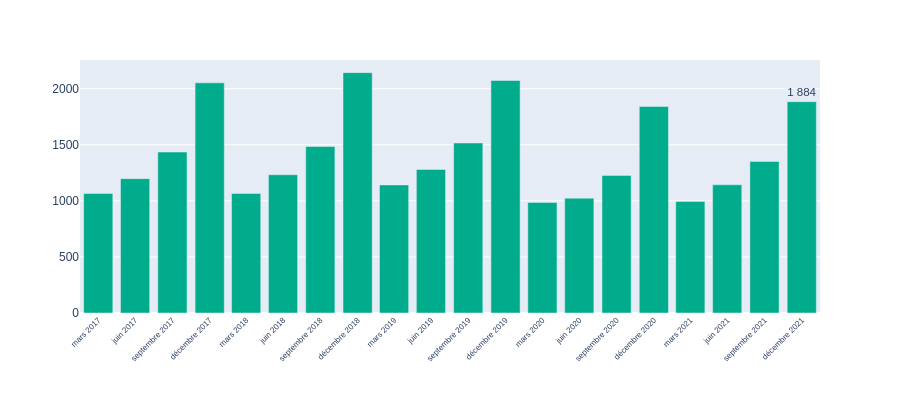 2000
1500
1000
500
0
1 884
mars 2017
juin 2017
septembre 2017
décembre 2017
mars 2018
juin 2018
septembre 2018
décembre 2018
mars 2019
juin 2019
septembre 2019
décembre 2019
mars 2020
juin 2020
septembre 2020
décembre 2020
mars 2021
juin 2021
septembre 2021
décembre 2021